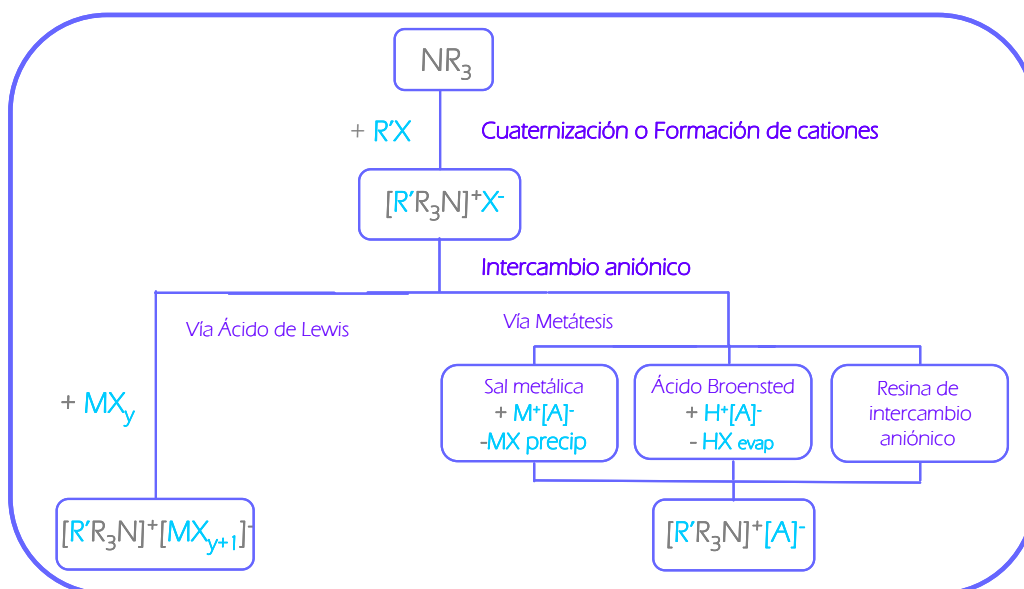 NR3
+ R'X
Cuaternización o Formación de cationes
[R'R3N]+X-
Intercambio aniónico
Vía Ácido de Lewis
Vía Metátesis
+ MXy
Sal metálica
+ M+[A]-
-MX precip
Ácido Broensted
+ H+[A]-
- HX evap
Resina de
intercambio
aniónico
[R'R3N]+[MXy+1]-
[R'R3N]+[A]-